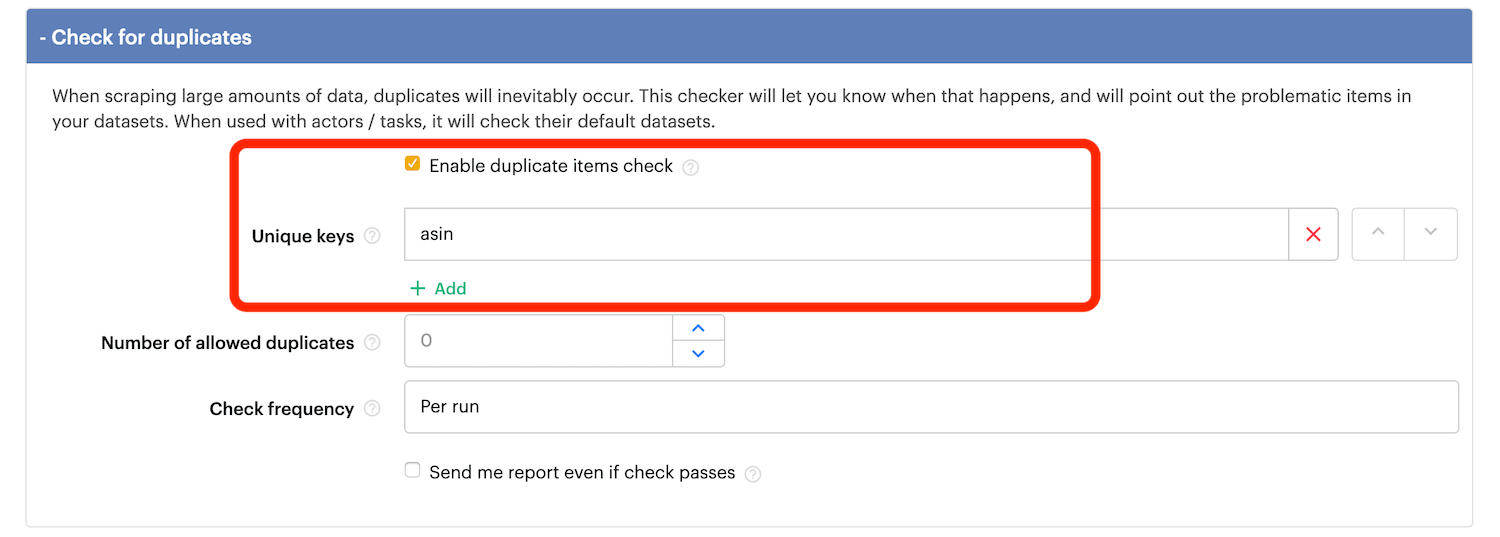 - Check for duplicates
When scraping large amounts of data, duplicates will inevitably occur. This checker will let you know when that happens, and will point out the problematic items in
your datasets. When used with actors / tasks, it will check their default datasets.
Enable duplicate items check ?
Unique keys ? asin
+ Add
Number of allowed duplicates ? 0
Check frequency ? Per run
Send me report even if check passes ?